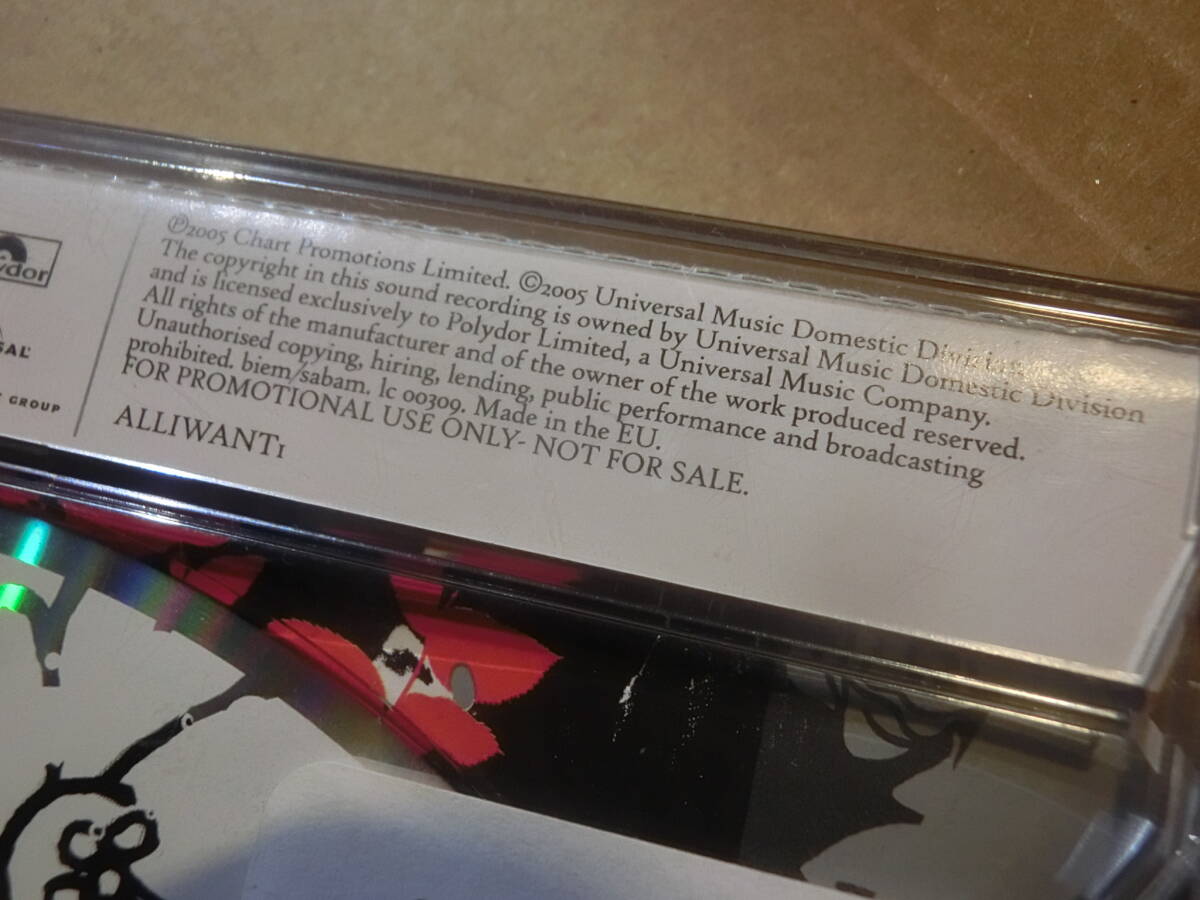 ℗2005 Chart Promotions Limited. ©2005 Universal Music Domestic Division
The copyright in this sound recording is owned by Universal Music Domestic Division
and is licensed exclusively to Polydor Limited, a Universal Music Company.
All rights of the manufacturer and of the owner of the work produced reserved.
Unauthorised copying, hiring, lending, public performance and broadcasting
prohibited. biem/sabam. lc 00309. Made in the EU.
FOR PROMOTIONAL USE ONLY- NOT FOR SALE.
ALLIWANT1
ydor
SAL
GROUP